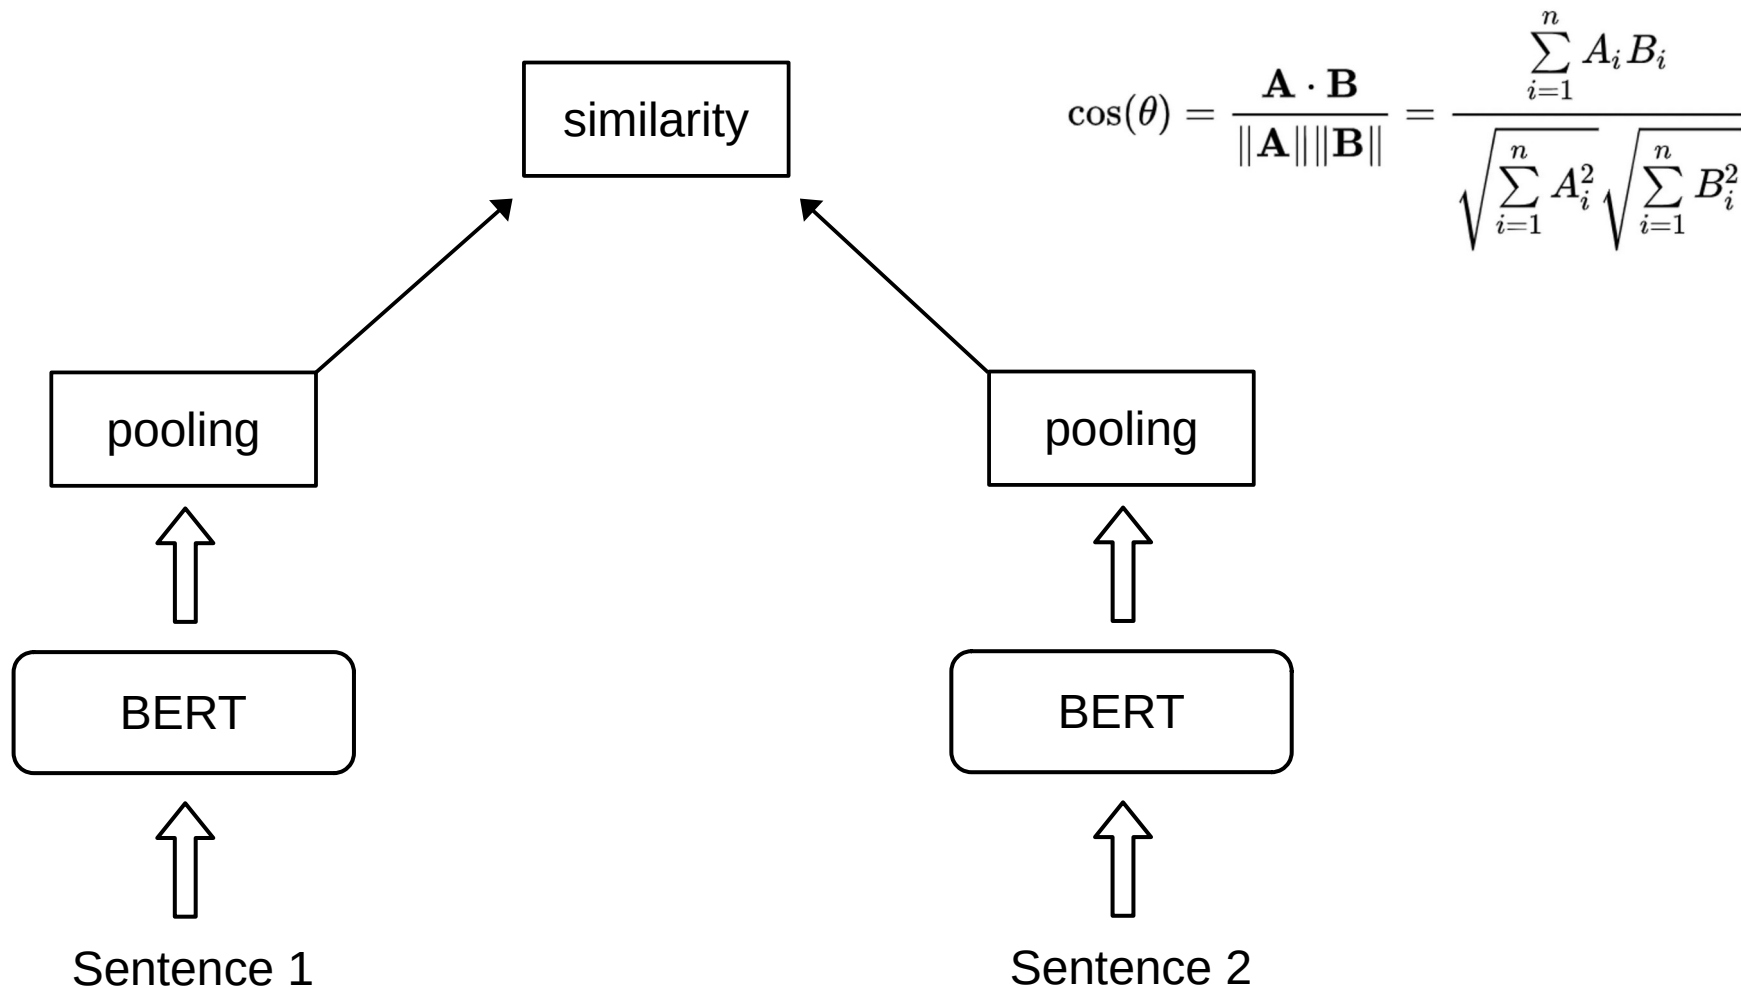 similarity
cos(θ) = A · B / ‖A‖‖B‖ = ∑_{i=1}^{n} A_i B_i / √(∑_{i=1}^{n} A_i^2) √(∑_{i=1}^{n} B_i^2)
pooling pooling
BERT BERT
Sentence 1 Sentence 2